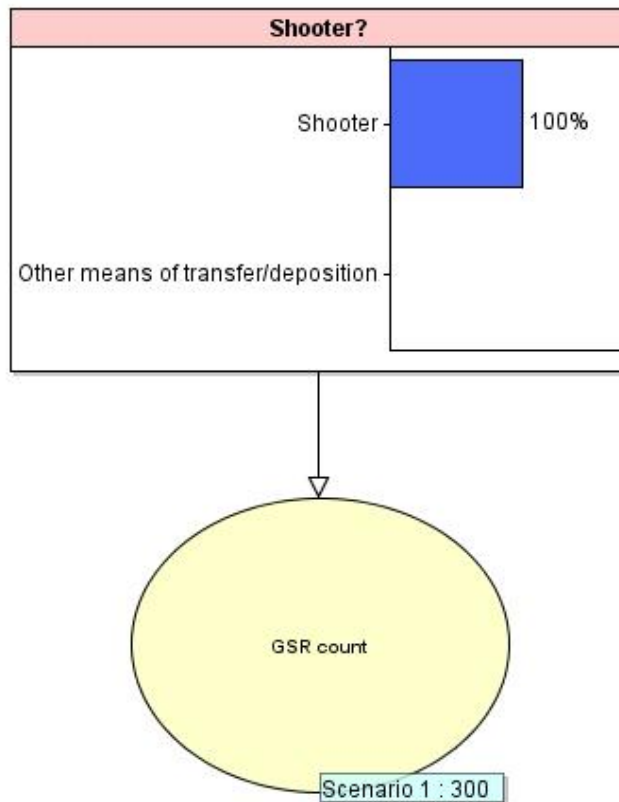 Shooter?
Shooter
100%
Other means of transfer/deposition
GSR count
Scenario 1 : 300